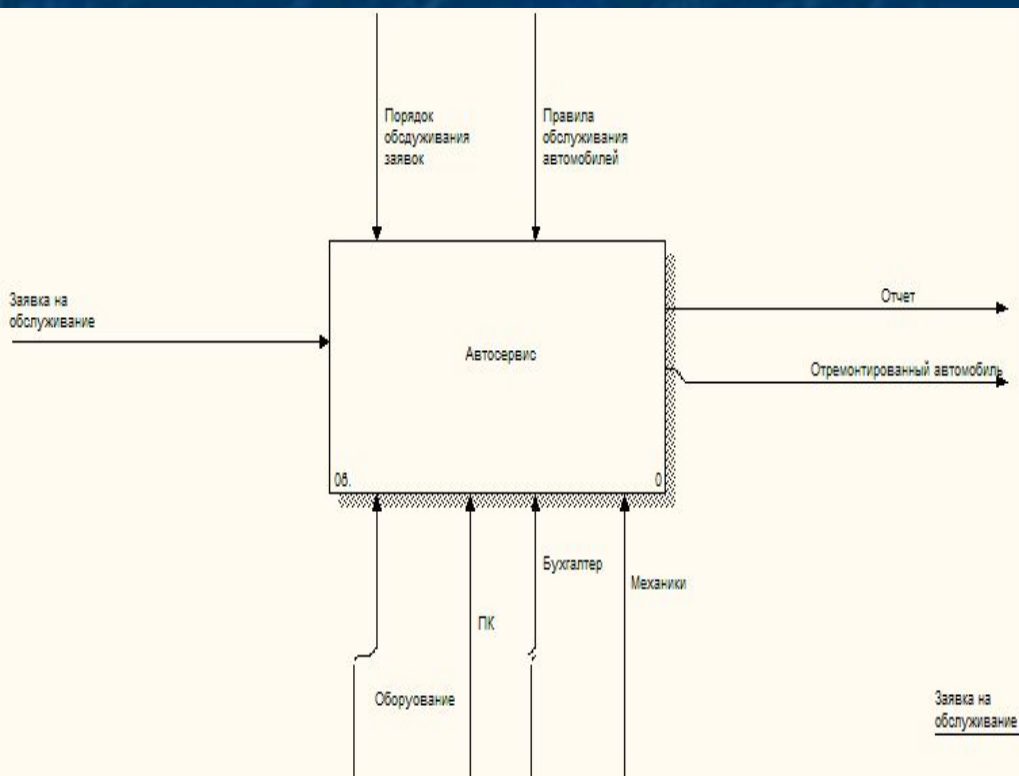 Порядок
обсдуживания
заявок
Правила
обслуживания
автомобилей
Заявка на
обслуживание
Отчет
Автосервис
Отремонтированный автомобиль
0в.
0
Бухгалтер
Механики
ПК
Оборуование
Заявка на
обслуживание